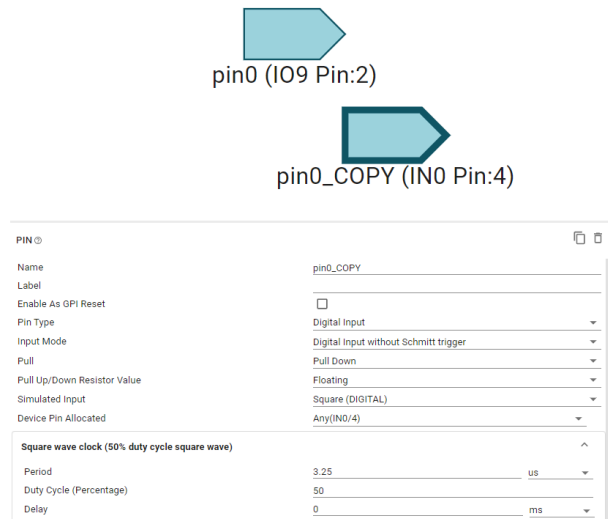 pin0 (IO9 Pin:2)
pin0_COPY (IN0 Pin:4)
PIN
Name pin0_COPY
Label
Enable As GPI Reset
Pin Type Digital Input
Input Mode Digital Input without Schmitt trigger
Pull Pull Down
Pull Up/Down Resistor Value Floating
Simulated Input Square (DIGITAL)
Device Pin Allocated Any(IN0/4)
Square wave clock (50% duty cycle square wave)
Period 3.25 us
Duty Cycle (Percentage) 50
Delay 0 ms